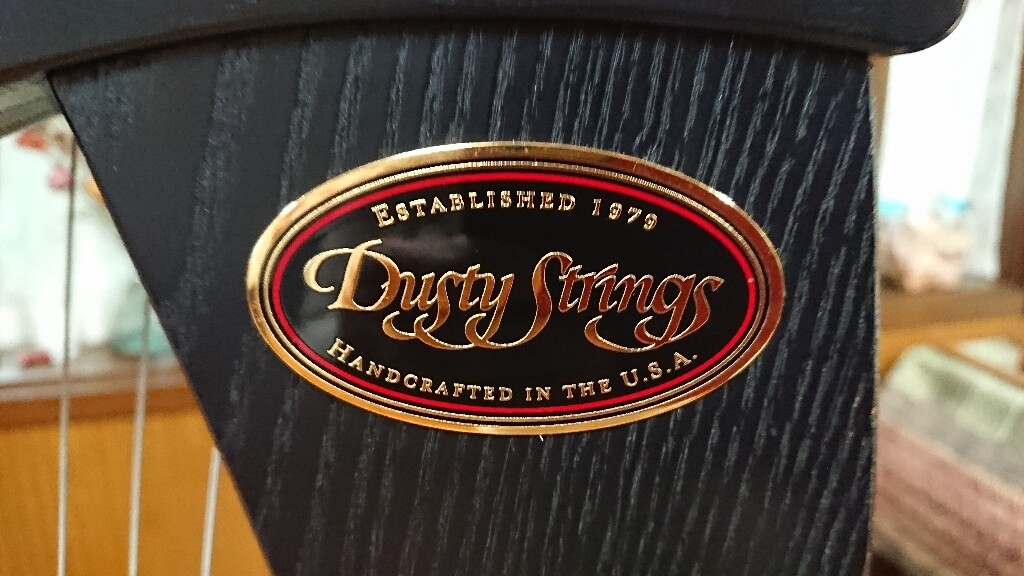 ESTABLISHED 1979
Dusty Strings
HANDCRAFTED IN THE U.S.A.